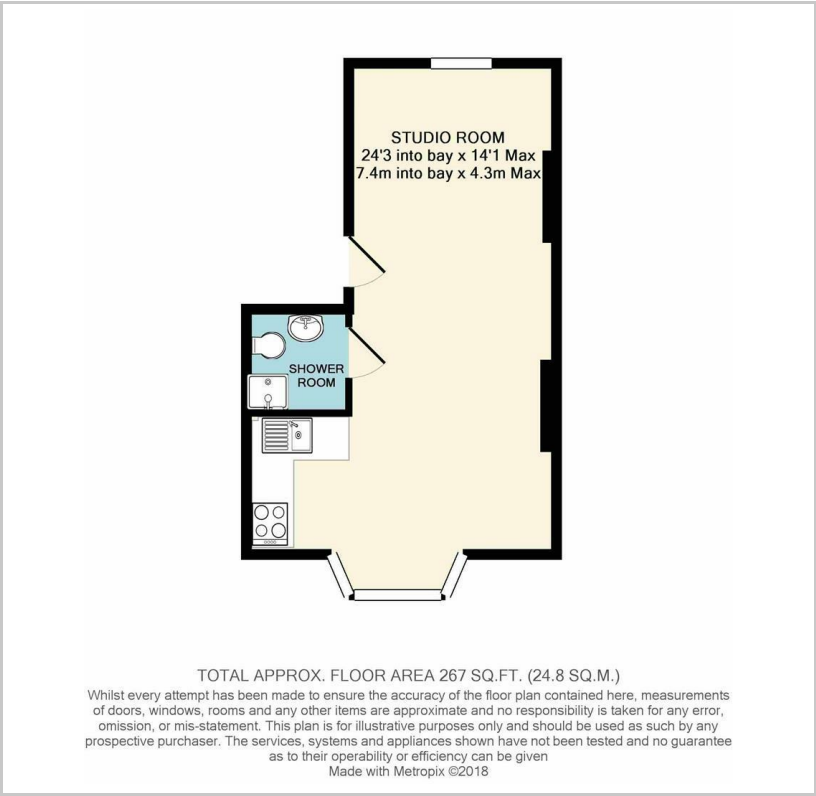 STUDIO ROOM
24'3 into bay x 14'1 Max
7.4m into bay x 4.3m Max
SHOWER
ROOM
TOTAL APPROX. FLOOR AREA 267 SQ.FT. (24.8 SQ.M.)
Whilst every attempt has been made to ensure the accuracy of the floor plan contained here, measurements
of doors, windows, rooms and any other items are approximate and no responsibility is taken for any error,
omission, or mis-statement. This plan is for illustrative purposes only and should be used as such by any
prospective purchaser. The services, systems and appliances shown have not been tested and no guarantee
as to their operability or efficiency can be given
Made with Metropix ©2018